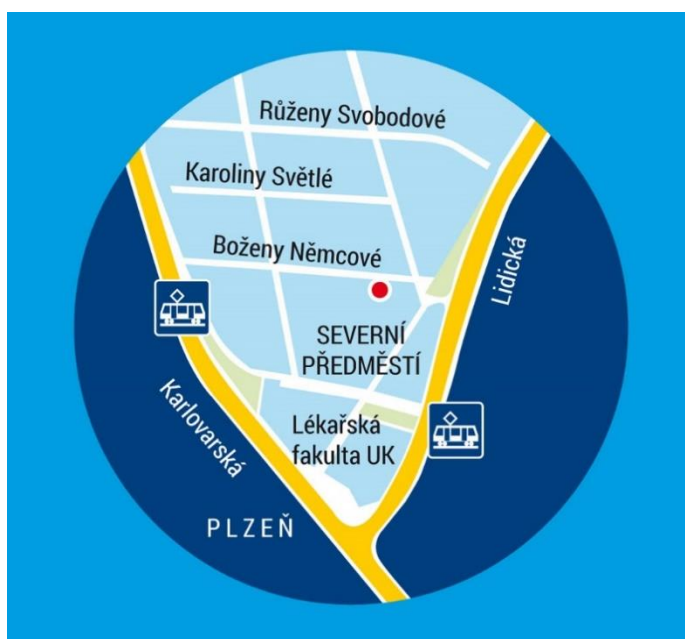 Růženy Svobodové
Karoliny Světlé
Boženy Němcové
Lidická
SEVERNÍ
PŘEDMĚSTÍ
Karlovarská
Lékařská
fakulta UK
PLZEŇ